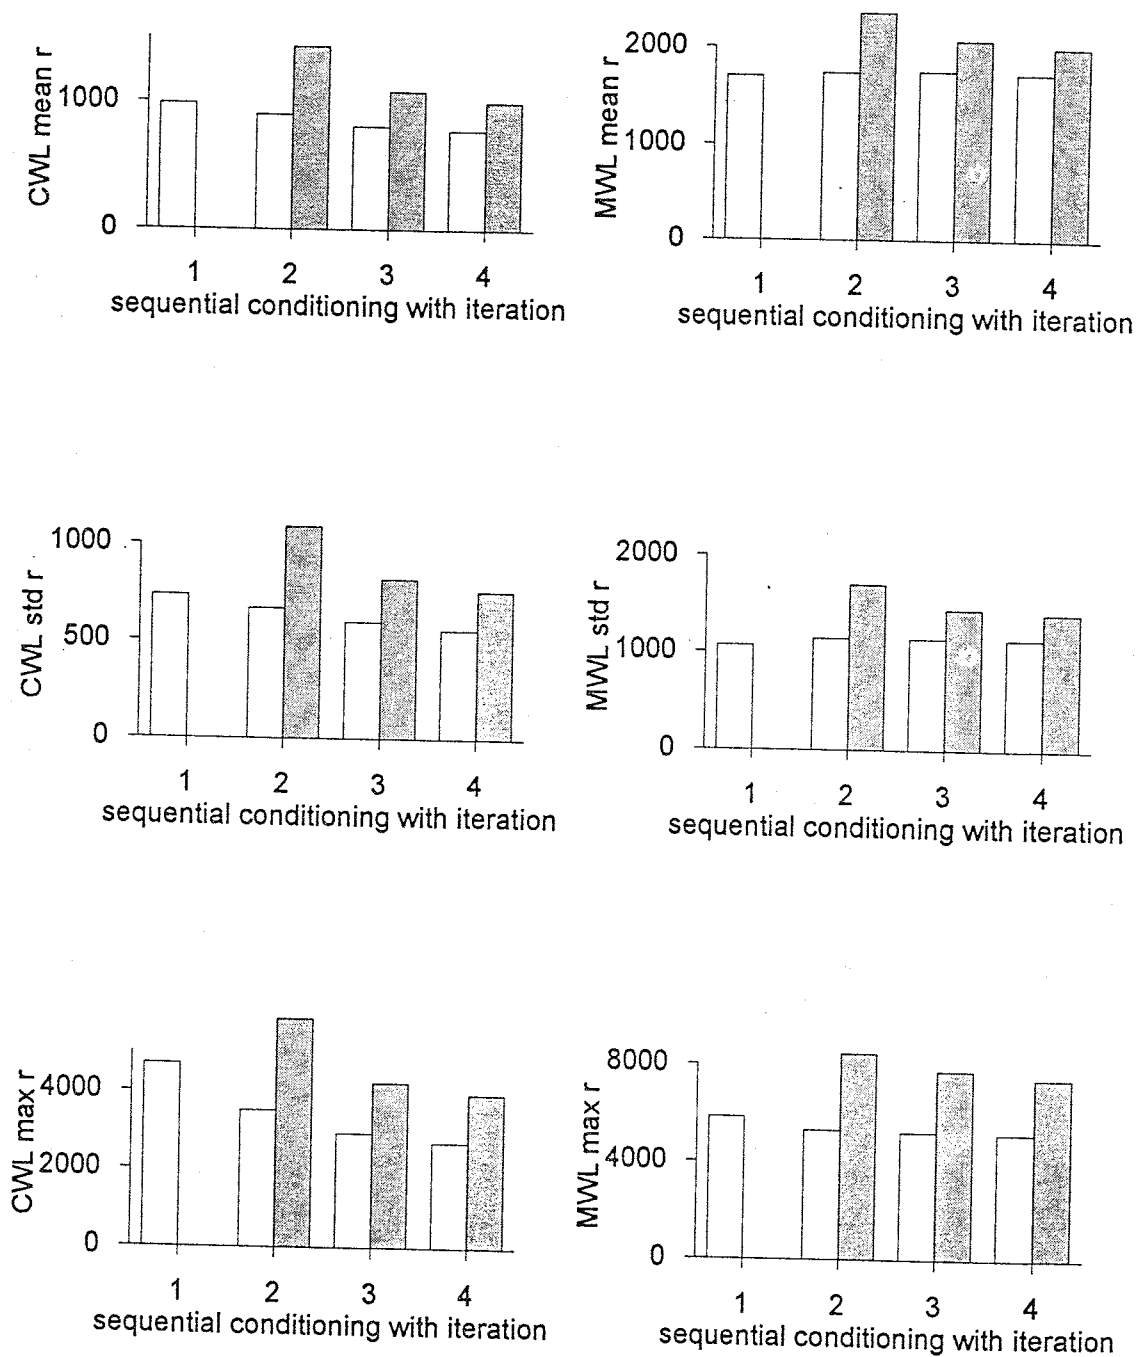 CWL mean r
1000
0
1 2 3 4
sequential conditioning with iteration
MWL mean r
2000
1000
0
1 2 3 4
sequential conditioning with iteration
CWL std r
1000
500
0
1 2 3 4
sequential conditioning with iteration
MWL std r
2000
1000
0
1 2 3 4
sequential conditioning with iteration
CWL max r
4000
2000
0
1 2 3 4
sequential conditioning with iteration
MWL max r
8000
4000
0
1 2 3 4
sequential conditioning with iteration